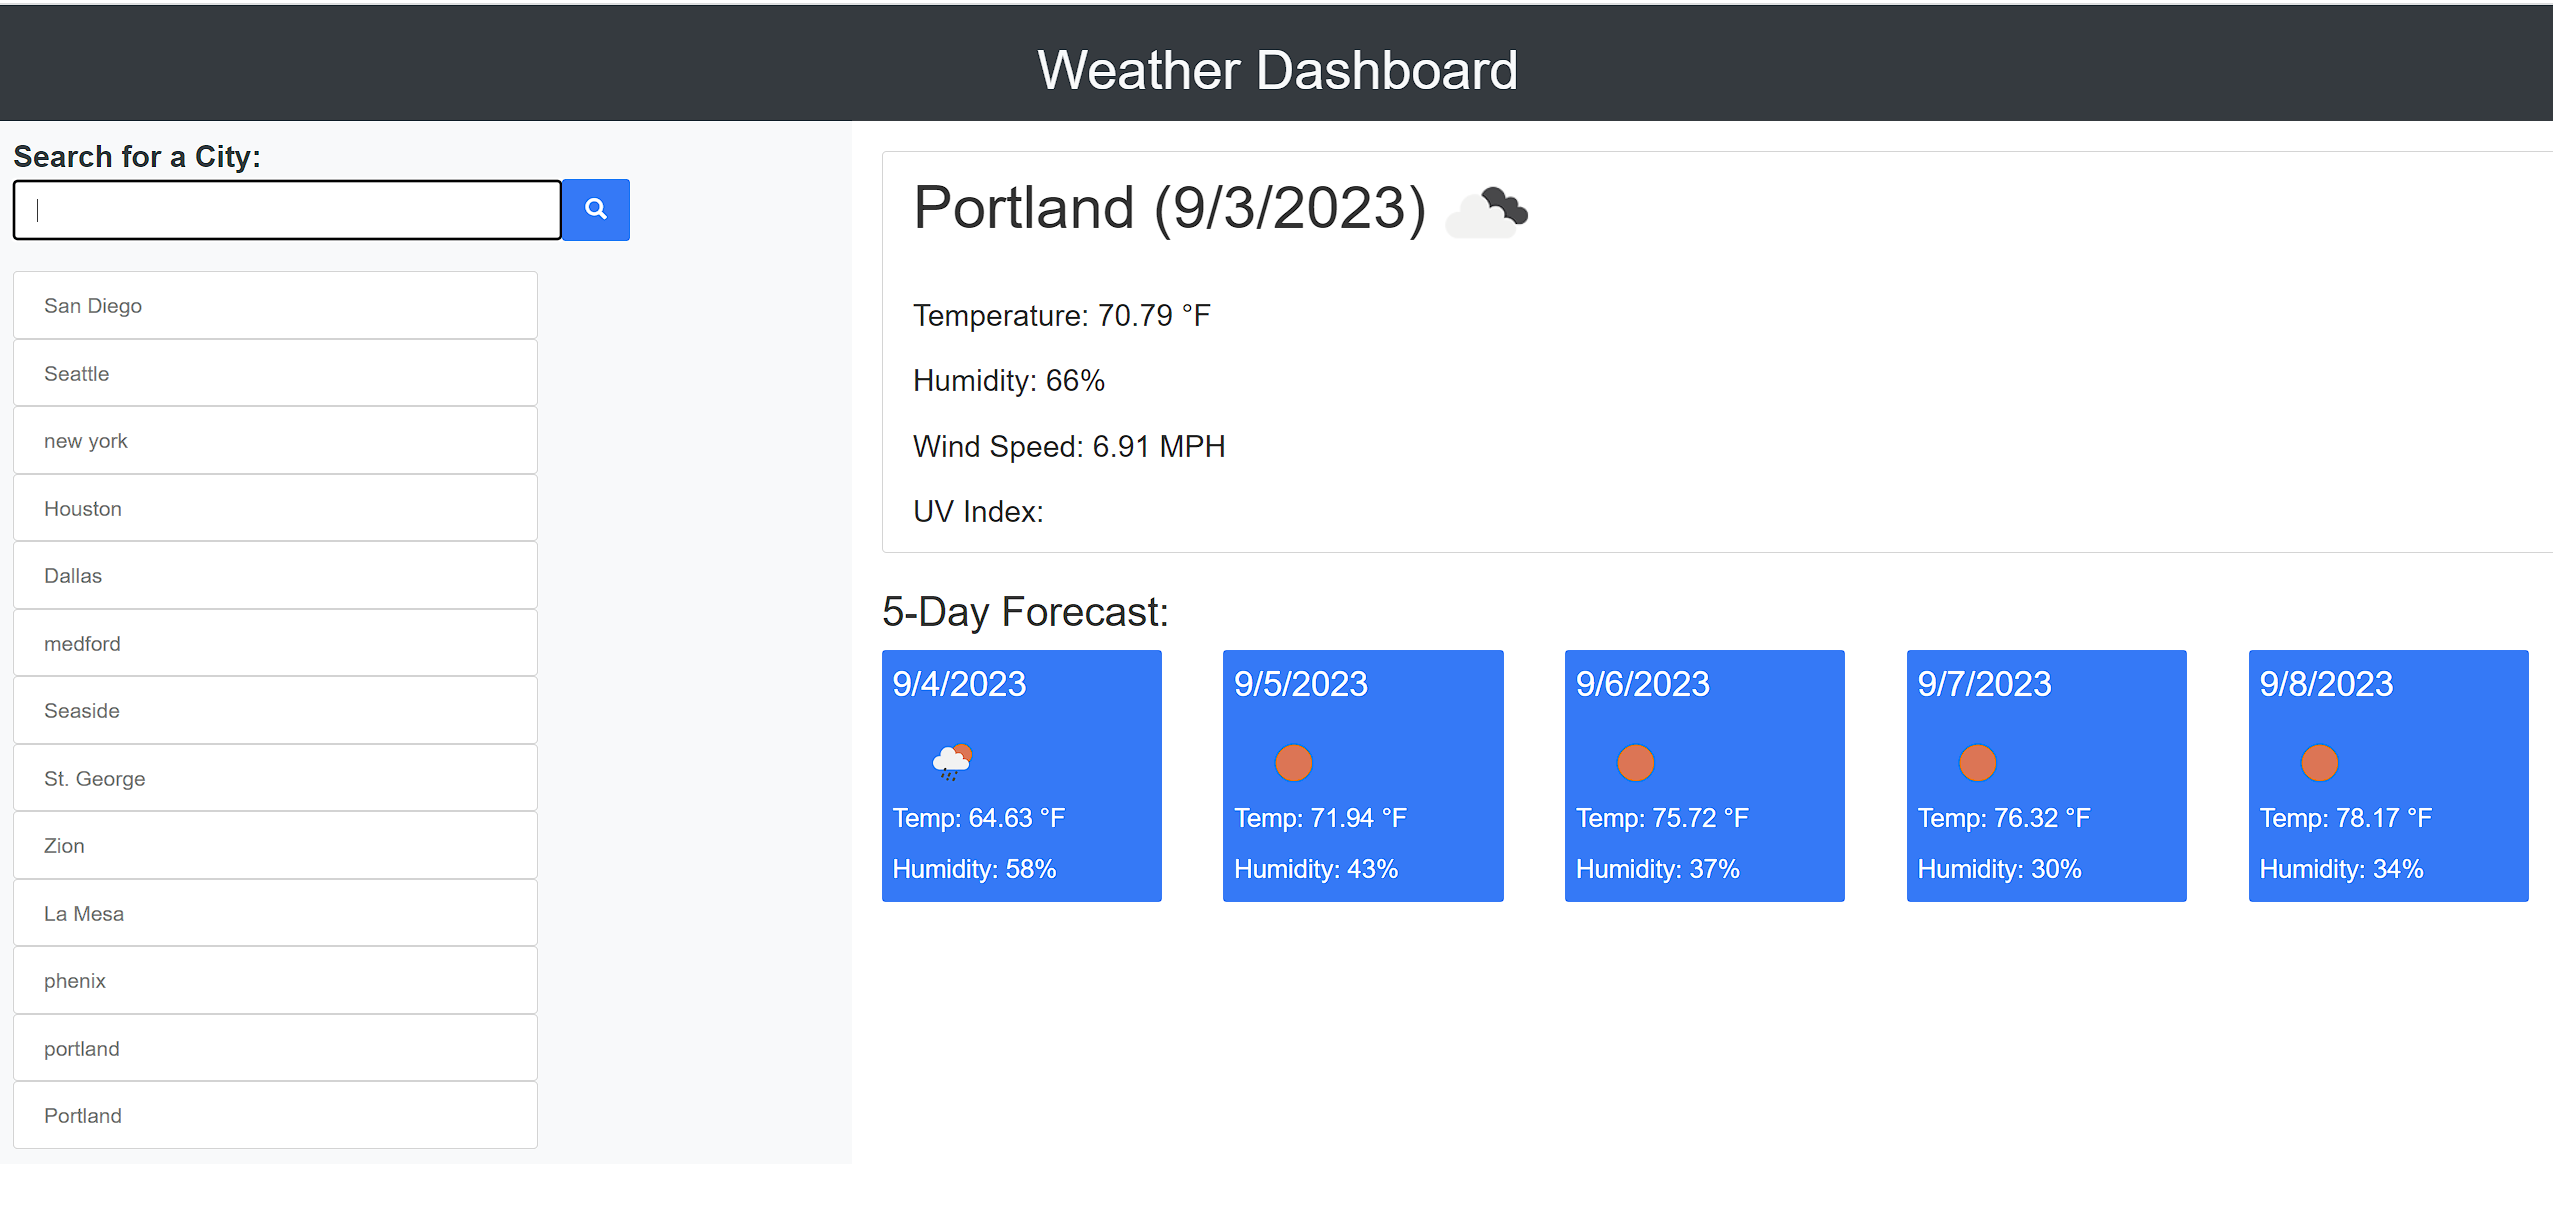 Weather Dashboard
Search for a City:
San Diego
Seattle
new york
Houston
Dallas
medford
Seaside
St. George
Zion
La Mesa
phenix
portland
Portland
Portland (9/3/2023)
Temperature: 70.79 °F
Humidity: 66%
Wind Speed: 6.91 MPH
UV Index:
5-Day Forecast:
9/4/2023
Temp: 64.63 °F
Humidity: 58%
9/5/2023
Temp: 71.94 °F
Humidity: 43%
9/6/2023
Temp: 75.72 °F
Humidity: 37%
9/7/2023
Temp: 76.32 °F
Humidity: 30%
9/8/2023
Temp: 78.17 °F
Humidity: 34%